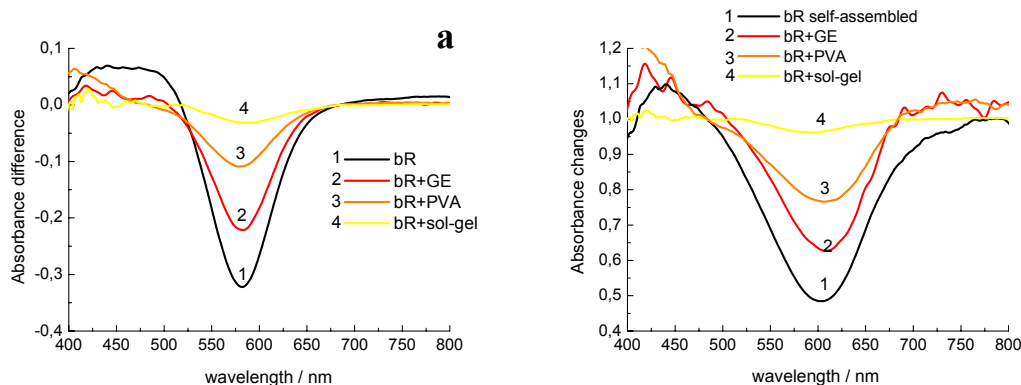 a
0,1
0,0
-0,1
-0,2
-0,3
-0,4
Absorbance difference
4
3
2
1
1 bR
2 bR+GE
3 bR+PVA
4 bR+sol-gel
400 450 500 550 600 650 700 750 800
wavelength / nm
1 bR self-assembled
2 bR+GE
3 bR+PVA
4 bR+sol-gel
1,2
1,1
1,0
0,9
0,8
0,7
0,6
0,5
0,4
Absorbance changes
4
3
2
1
400 450 500 550 600 650 700 750 800
wavelength / nm